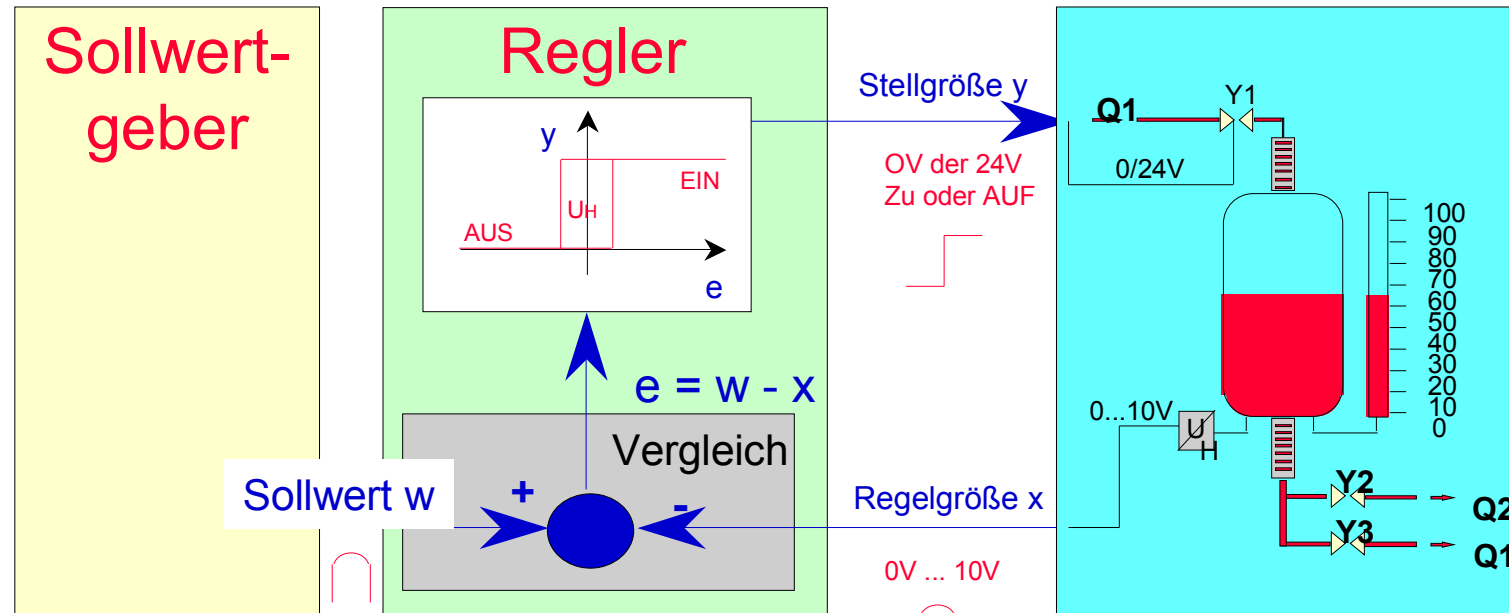 Sollwert-
geber
Regler
y
EIN
UH
AUS
e
e = w - x
Vergleich
Sollwert w
+
-
Stellgröße y
OV der 24V
Zu oder AUF
Regelgröße x
0V ... 10V
Q1
Y1
0/24V
100
90
80
70
60
50
40
30
20
10
0
0...10V
U
H
Y2
Q2
Y3
Q1